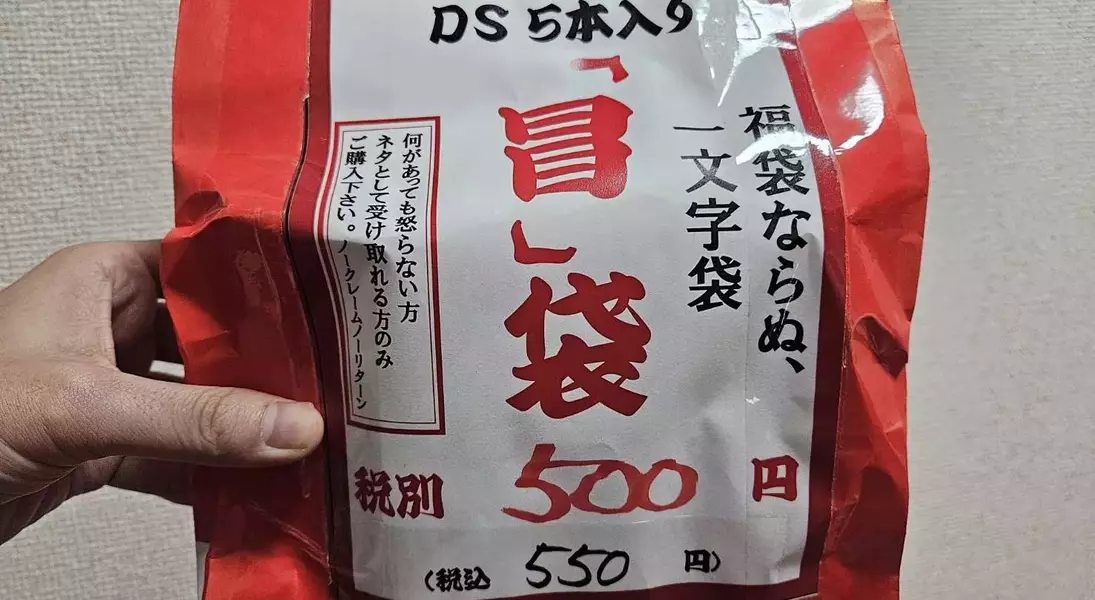 DS 5本入り
福袋ならぬ、
一文字袋
「冒」袋
何があっても怒らない方
ネタとして受け取れる方のみ
ご購入下さい。ノークレームノーリターン
税別 500 円
(税込 550 円)